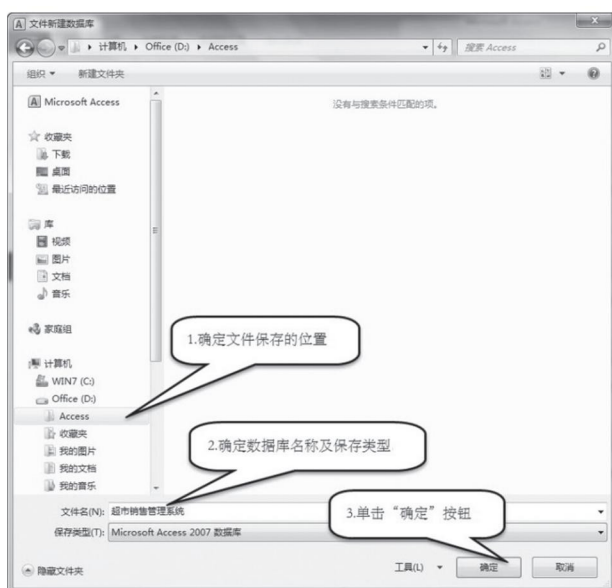 文件新建数据库
计算机 ▸ Office (D:) ▸ Access
搜索 Access
组织 新建文件夹
Microsoft Access
没有与搜索条件匹配的项。
收藏夹
下载
桌面
最近访问的位置
库
视频
图片
文档
音乐
家庭组
1.确定文件保存的位置
计算机
WIN7 (C:)
Office (D:)
Access
收藏夹
我的图片
2.确定数据库名称及保存类型
我的文档
我的音乐
文件名(N): 超市销售管理系统
3.单击“确定”按钮
保存类型(T): Microsoft Access 2007 数据库
隐藏文件夹
工具(L) 确定 取消